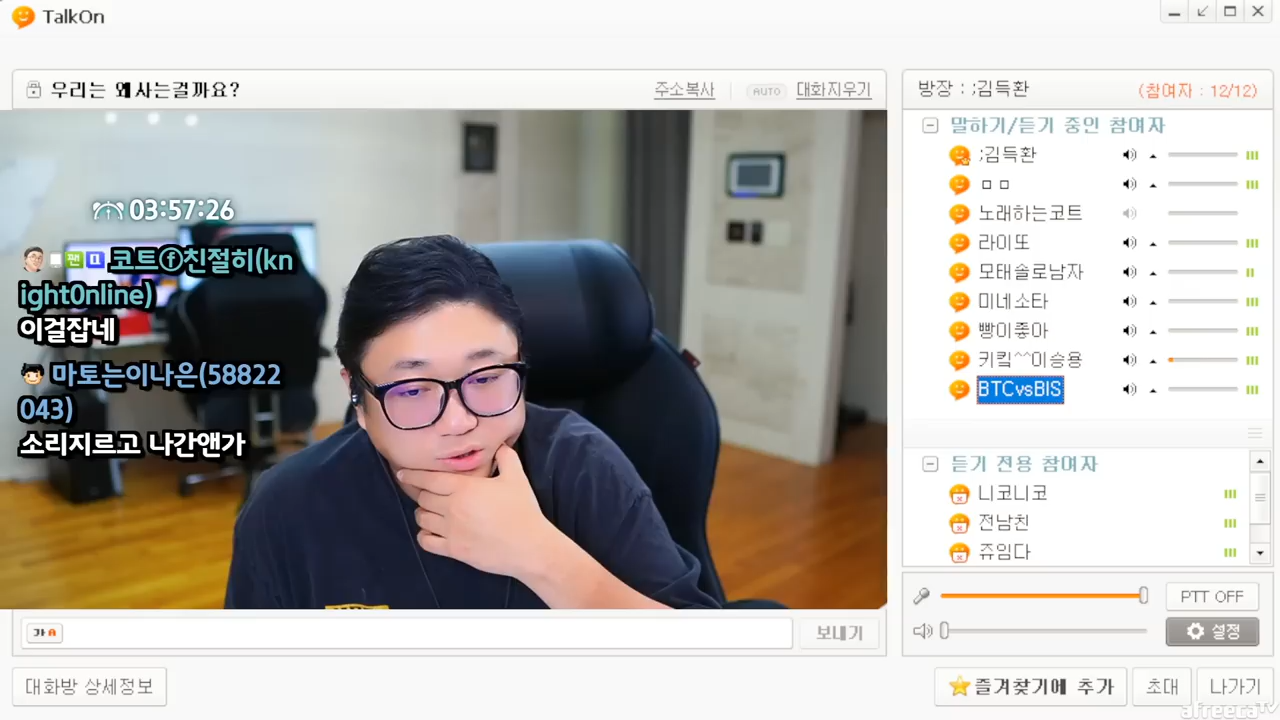 TalkOn
우리는 왜사는걸까요?
주소복사
AUTO
대화지우기
방장 : ;김득환
(참여자 : 12/12)
말하기/듣기 중인 참여자
;김득환
ㅁㅁ
노래하는코트
라이또
모태솔로남자
미네소타
빵이좋아
키킼^^이승용
BTCvsBIS
듣기 전용 참여자
니코니코
전남친
쥬임다
03:57:26
팬
코트ⓕ친절히(kn
ight0nline)
이걸잡네
마토는이나은(58822
043)
소리지르고 나간앤가
가A
보내기
PTT OFF
설정
대화방 상세정보
즐겨찾기에 추가
초대
나가기
afreecaTV